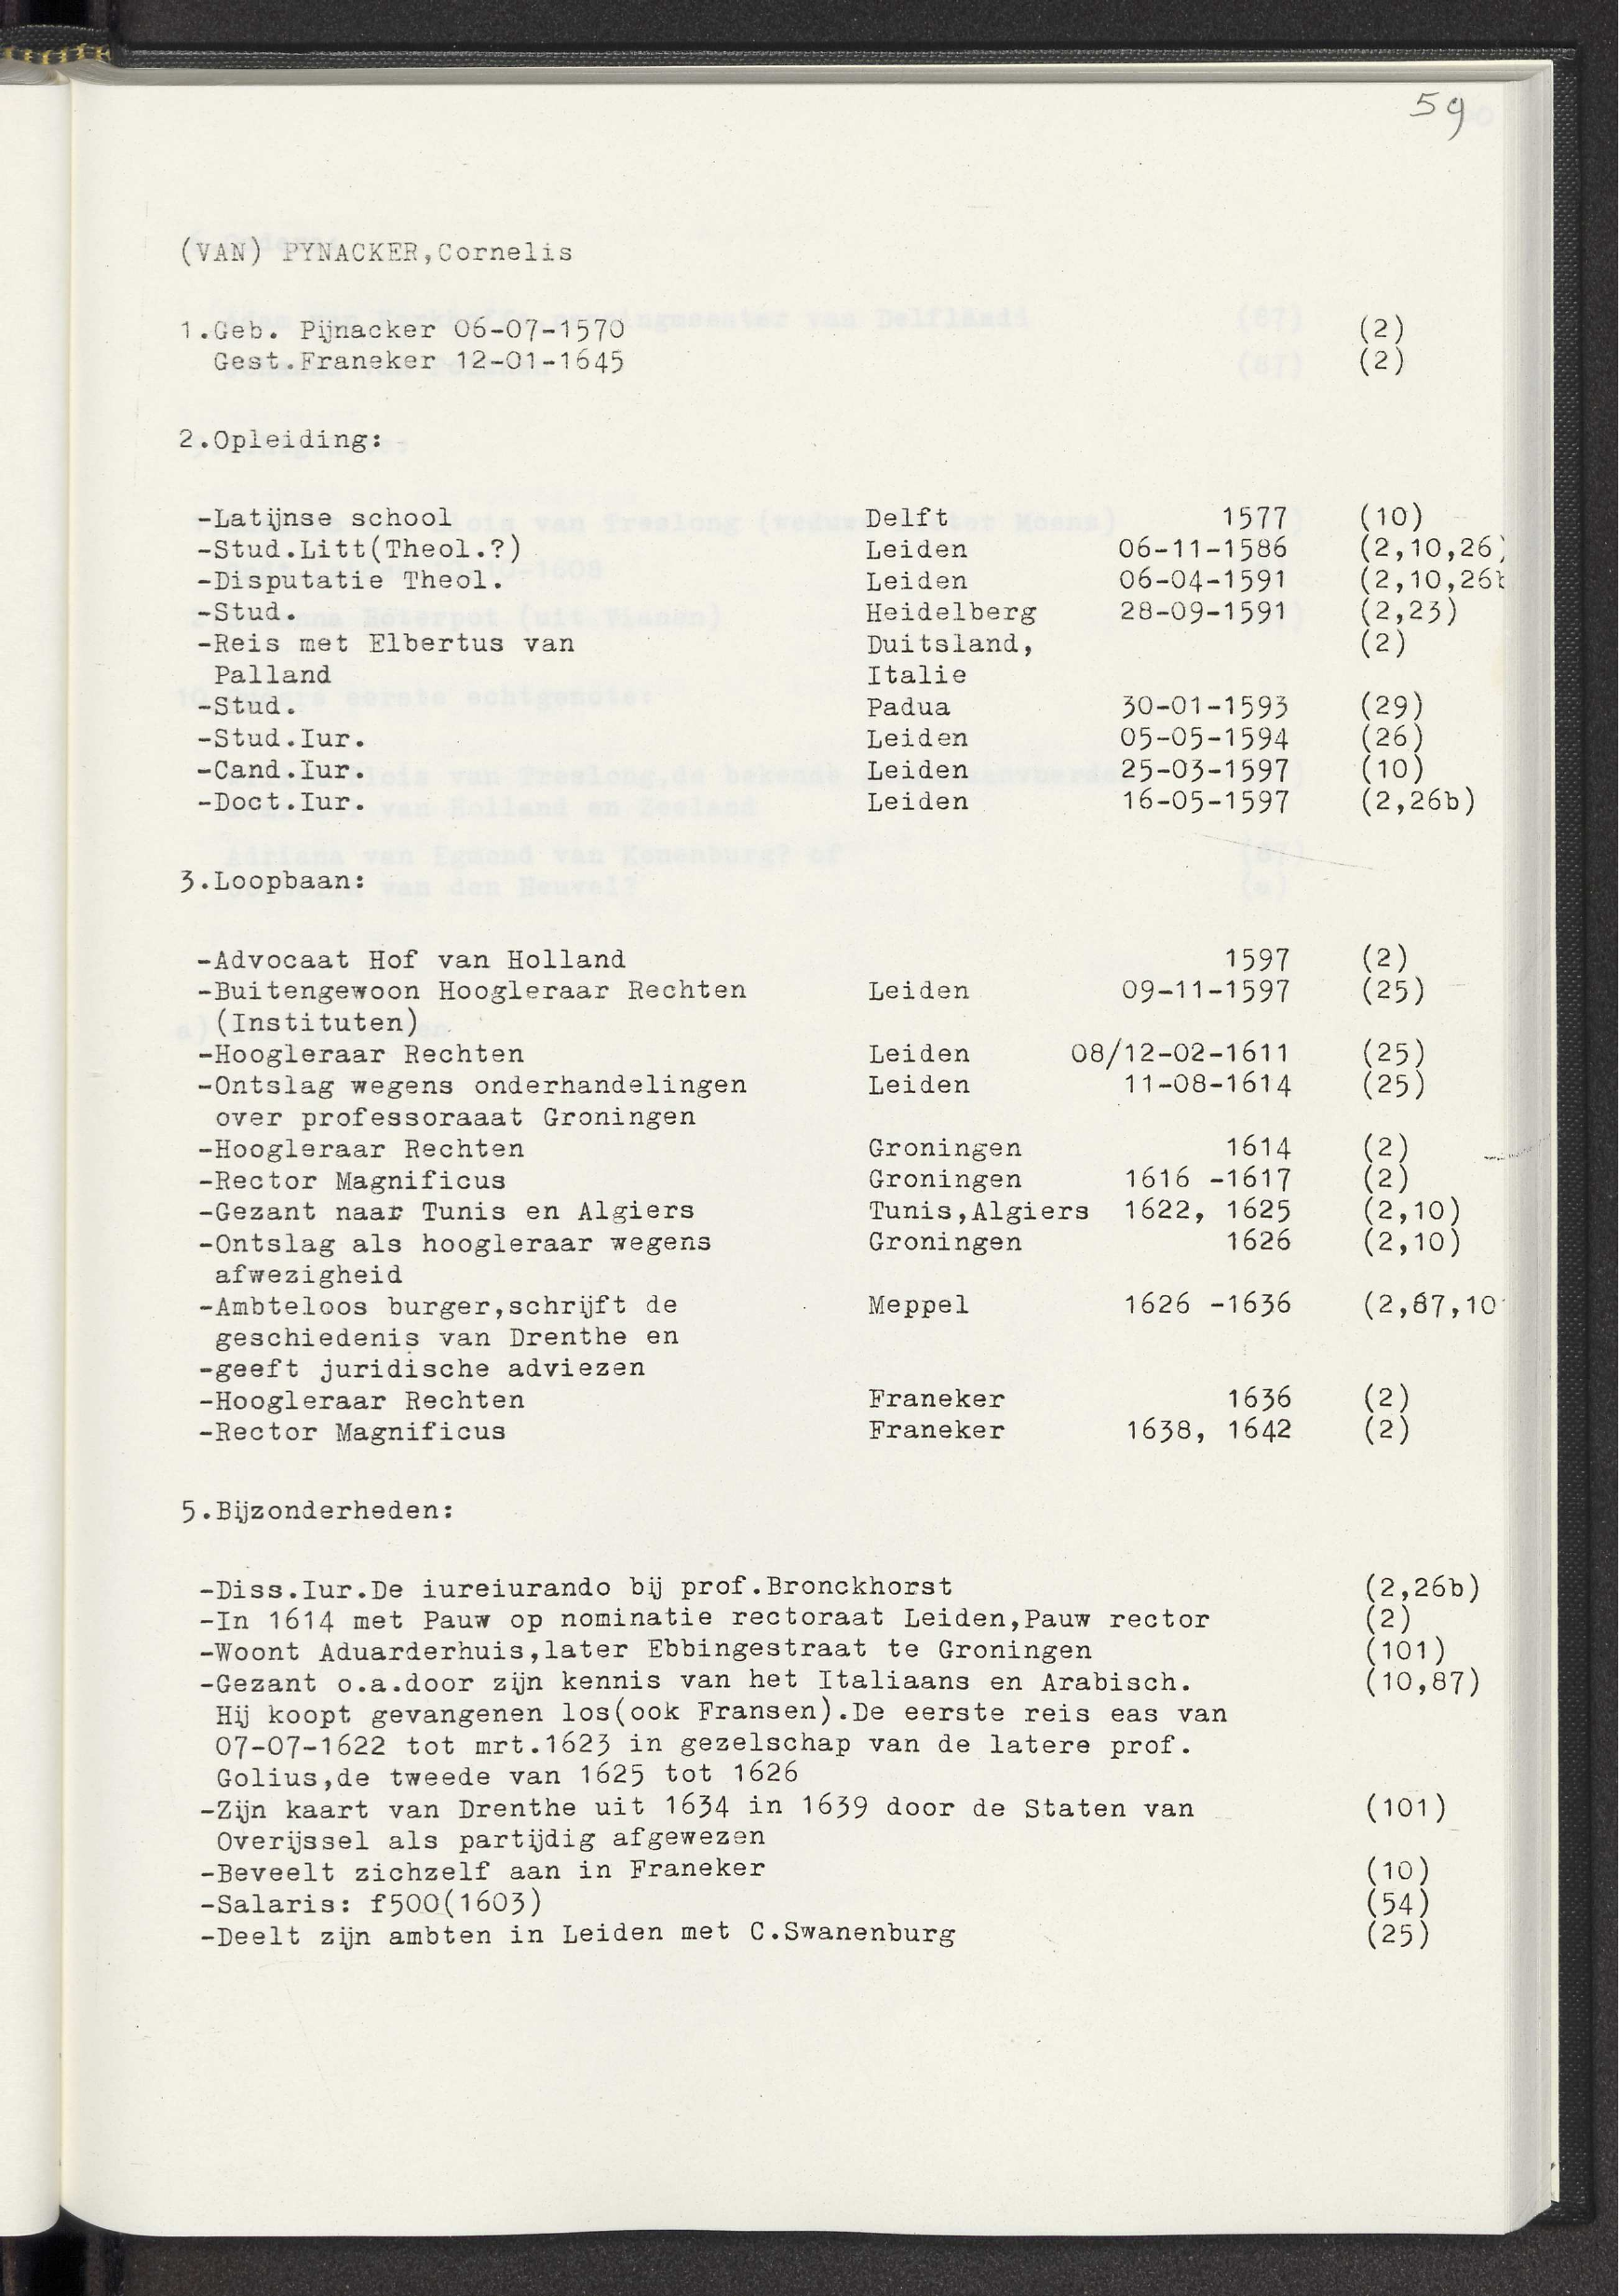 59
(VAN) PYNACKER,Cornelis
1.Geb. Pijnacker 06-07-1570 (2)
Gest.Franeker 12-01-1645 (2)
2.Opleiding:
-Latijnse school Delft 1577 (10)
-Stud.Litt(Theol.?) Leiden 06-11-1586 (2,10,26)
-Disputatie Theol. Leiden 06-04-1591 (2,10,26b
-Stud. Heidelberg 28-09-1591 (2,23)
-Reis met Elbertus van Duitsland, (2)
Palland Italie
-Stud. Padua 30-01-1593 (29)
-Stud.Iur. Leiden 05-05-1594 (26)
-Cand.Iur. Leiden 25-03-1597 (10)
-Doct.Iur. Leiden 16-05-1597 (2,26b)
3.Loopbaan:
-Advocaat Hof van Holland 1597 (2)
-Buitengewoon Hoogleraar Rechten Leiden 09-11-1597 (25)
(Instituten)
-Hoogleraar Rechten Leiden 08/12-02-1611 (25)
-Ontslag wegens onderhandelingen Leiden 11-08-1614 (25)
over professoraaat Groningen
-Hoogleraar Rechten Groningen 1614 (2)
-Rector Magnificus Groningen 1616 -1617 (2)
-Gezant naar Tunis en Algiers Tunis,Algiers 1622, 1625 (2,10)
-Ontslag als hoogleraar wegens Groningen 1626 (2,10)
afwezigheid
-Ambteloos burger,schrijft de Meppel 1626 -1636 (2,87,10
geschiedenis van Drenthe en
-geeft juridische adviezen
-Hoogleraar Rechten Franeker 1636 (2)
-Rector Magnificus Franeker 1638, 1642 (2)
5.Bijzonderheden:
-Diss.Iur.De iureiurando bij prof.Bronckhorst (2,26b)
-In 1614 met Pauw op nominatie rectoraat Leiden,Pauw rector (2)
-Woont Aduarderhuis,later Ebbingestraat te Groningen (101)
-Gezant o.a.door zijn kennis van het Italiaans en Arabisch. (10,87)
Hij koopt gevangenen los(ook Fransen).De eerste reis eas van
07-07-1622 tot mrt.1623 in gezelschap van de latere prof.
Golius,de tweede van 1625 tot 1626
-Zijn kaart van Drenthe uit 1634 in 1639 door de Staten van (101)
Overijssel als partijdig afgewezen
-Beveelt zichzelf aan in Franeker (10)
-Salaris: f500(1603) (54)
-Deelt zijn ambten in Leiden met C.Swanenburg (25)